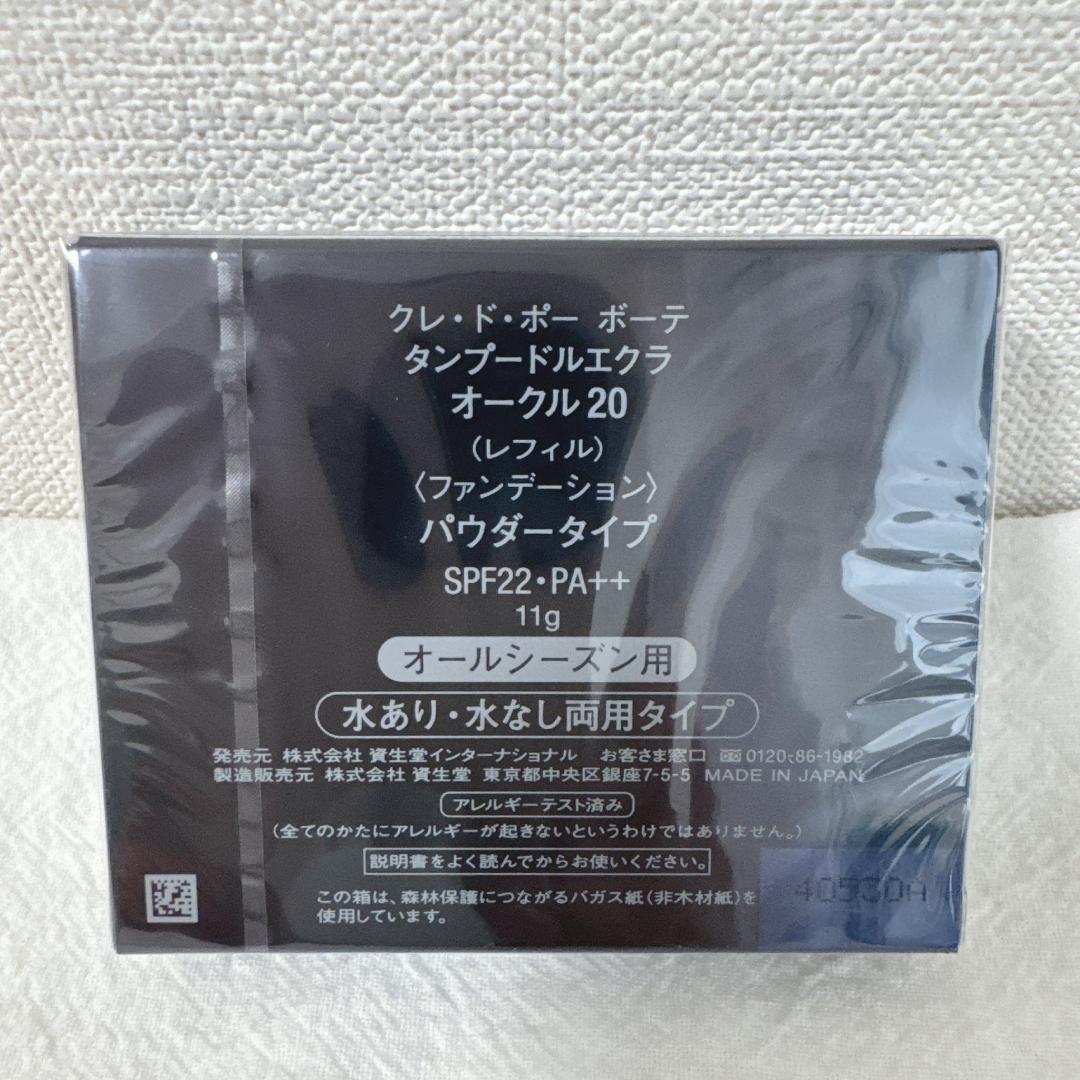 クレ・ド・ポー ボーテ
タンプードルエクラ
オークル20
(レフィル)
〈ファンデーション〉
パウダータイプ
SPF22・PA++
11g
オールシーズン用
水あり・水なし両用タイプ
発売元 株式会社 資生堂インターナショナル お客さま窓口 0120-86-1982
製造販売元 株式会社 資生堂 東京都中央区銀座7-5-5 MADE IN JAPAN
アレルギーテスト済み
(全てのかたにアレルギーが起きないというわけではありません。)
説明書をよく読んでからお使いください。
この箱は、森林保護につながるバガス紙(非木材紙)を
使用しています。
40530A